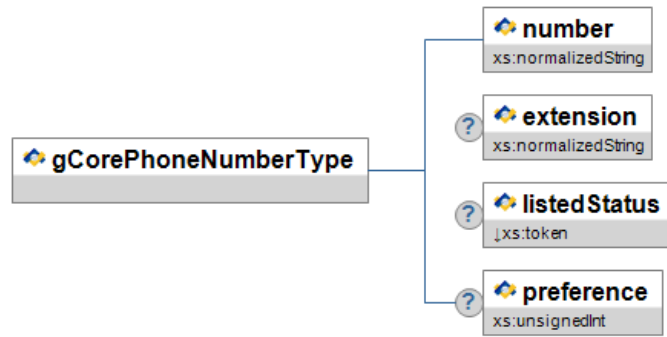 number
xs:normalizedString
? extension
xs:normalizedString
gCorePhoneNumberType
? listedStatus
↓xs:token
? preference
xs:unsignedInt